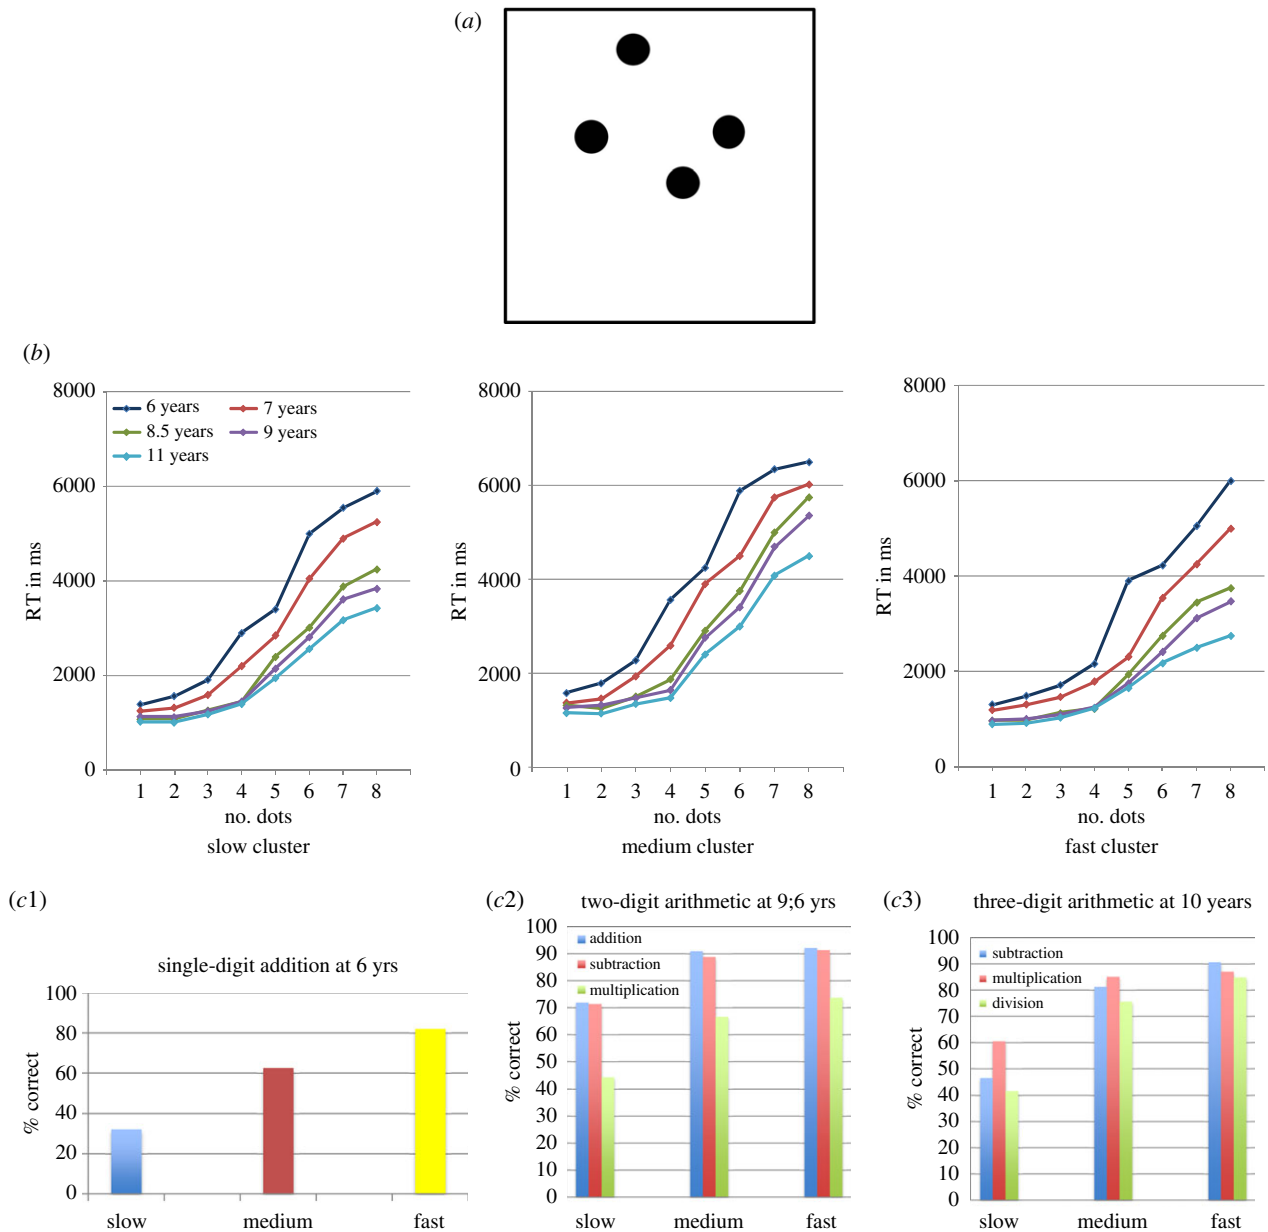 (a)
(b)
8000
6000
4000
2000
0
RT in ms
6 years 7 years
8.5 years 9 years
11 years
1 2 3 4 5 6 7 8
no. dots
slow cluster
8000
6000
4000
2000
0
RT in ms
1 2 3 4 5 6 7 8
no. dots
medium cluster
8000
6000
4000
2000
0
RT in ms
1 2 3 4 5 6 7 8
no. dots
fast cluster
(c1)
single-digit addition at 6 yrs
100
80
60
40
20
0
% correct
slow medium fast
(c2)
two-digit arithmetic at 9;6 yrs
100
90
80
70
60
50
40
30
20
10
0
% correct
addition
subtraction
multiplication
slow medium fast
(c3)
three-digit arithmetic at 10 years
100
90
80
70
60
50
40
30
20
10
0
% correct
subtraction
multiplication
division
slow medium fast